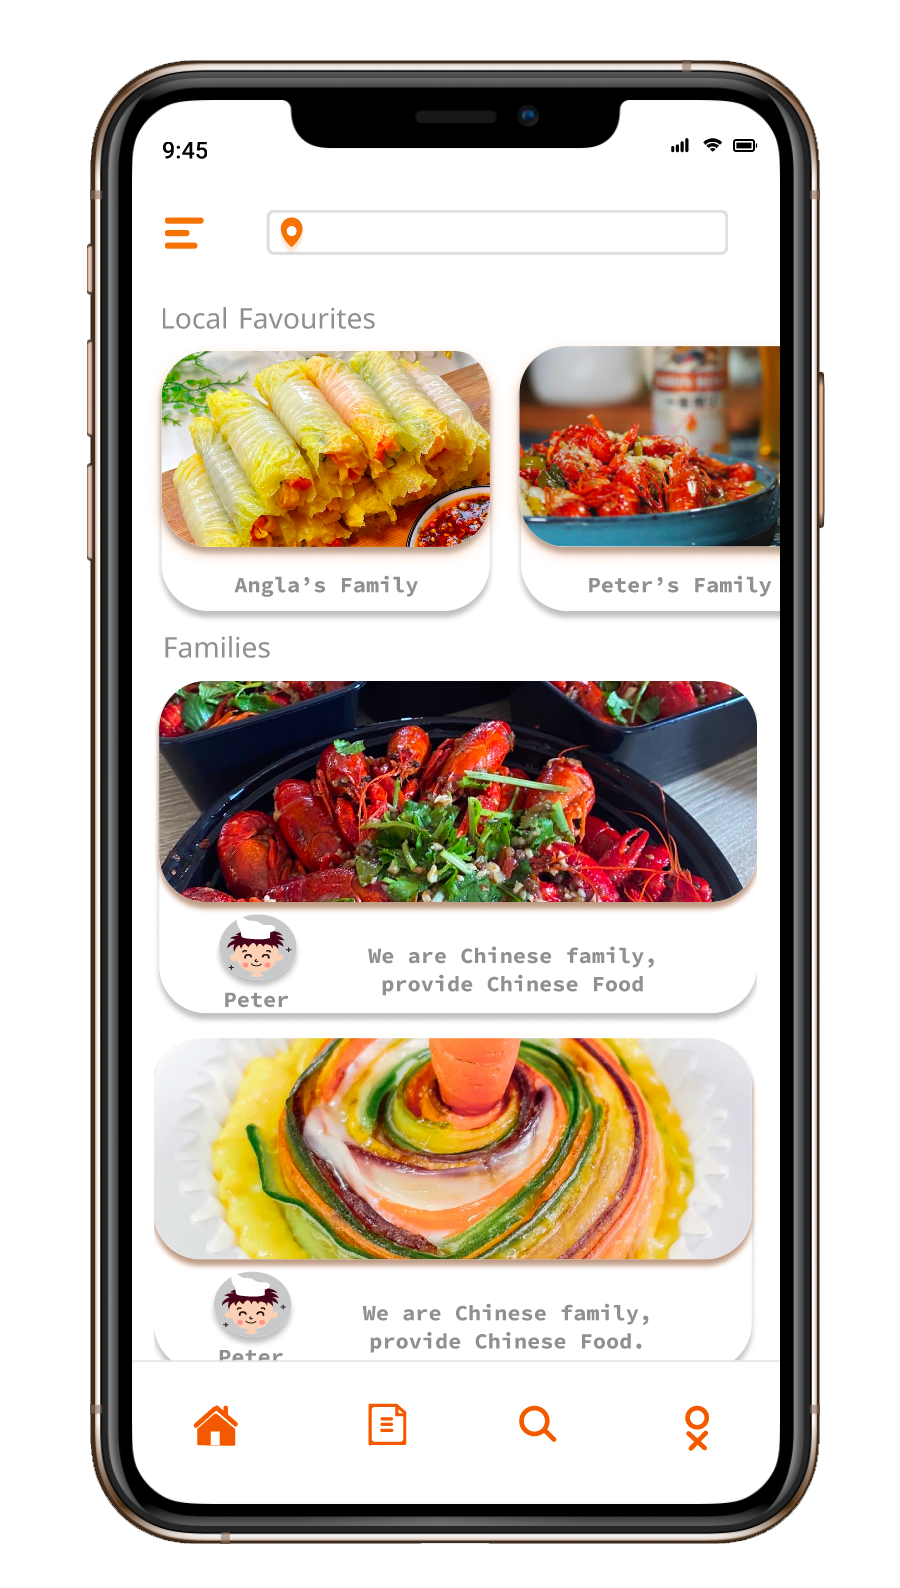 9:45
Local Favourites
Angla’s Family
Peter’s Family
Families
We are Chinese family,
provide Chinese Food
Peter
We are Chinese family,
provide Chinese Food.
Peter